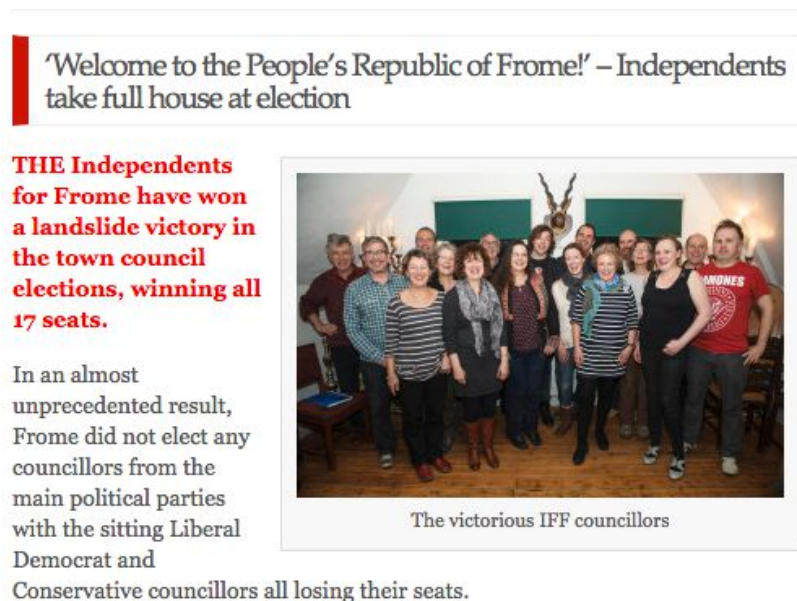 ‘Welcome to the People’s Republic of Frome!’ – Independents
take full house at election
THE Independents
for Frome have won
a landslide victory in
the town council
elections, winning all
17 seats.
In an almost
unprecedented result,
Frome did not elect any
councillors from the
main political parties
with the sitting Liberal
Democrat and
Conservative councillors all losing their seats.
AMONES
The victorious IFF councillors